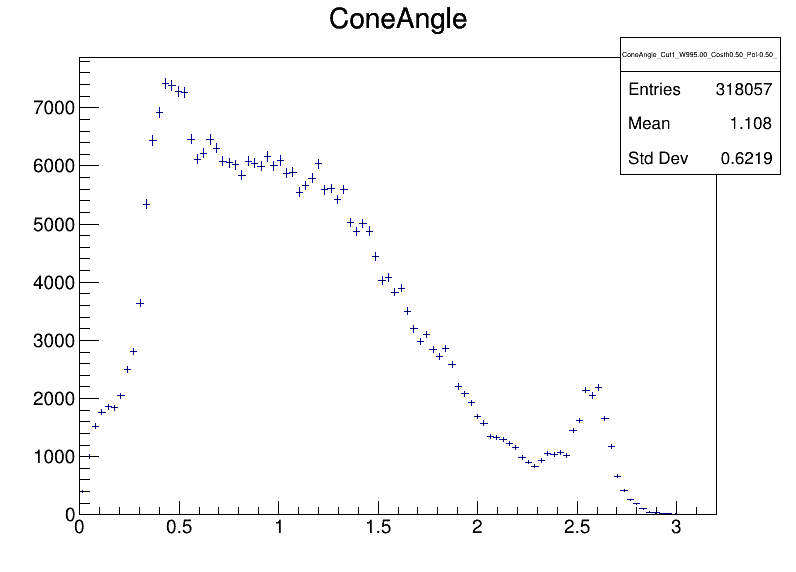 ConeAngle
ConeAngle_Cut1_W995.00_Costh0.50_Pol-0.50_
Entries 318057
Mean 1.108
Std Dev 0.6219
7000
6000
5000
4000
3000
2000
1000
0
0 0.5 1 1.5 2 2.5 3